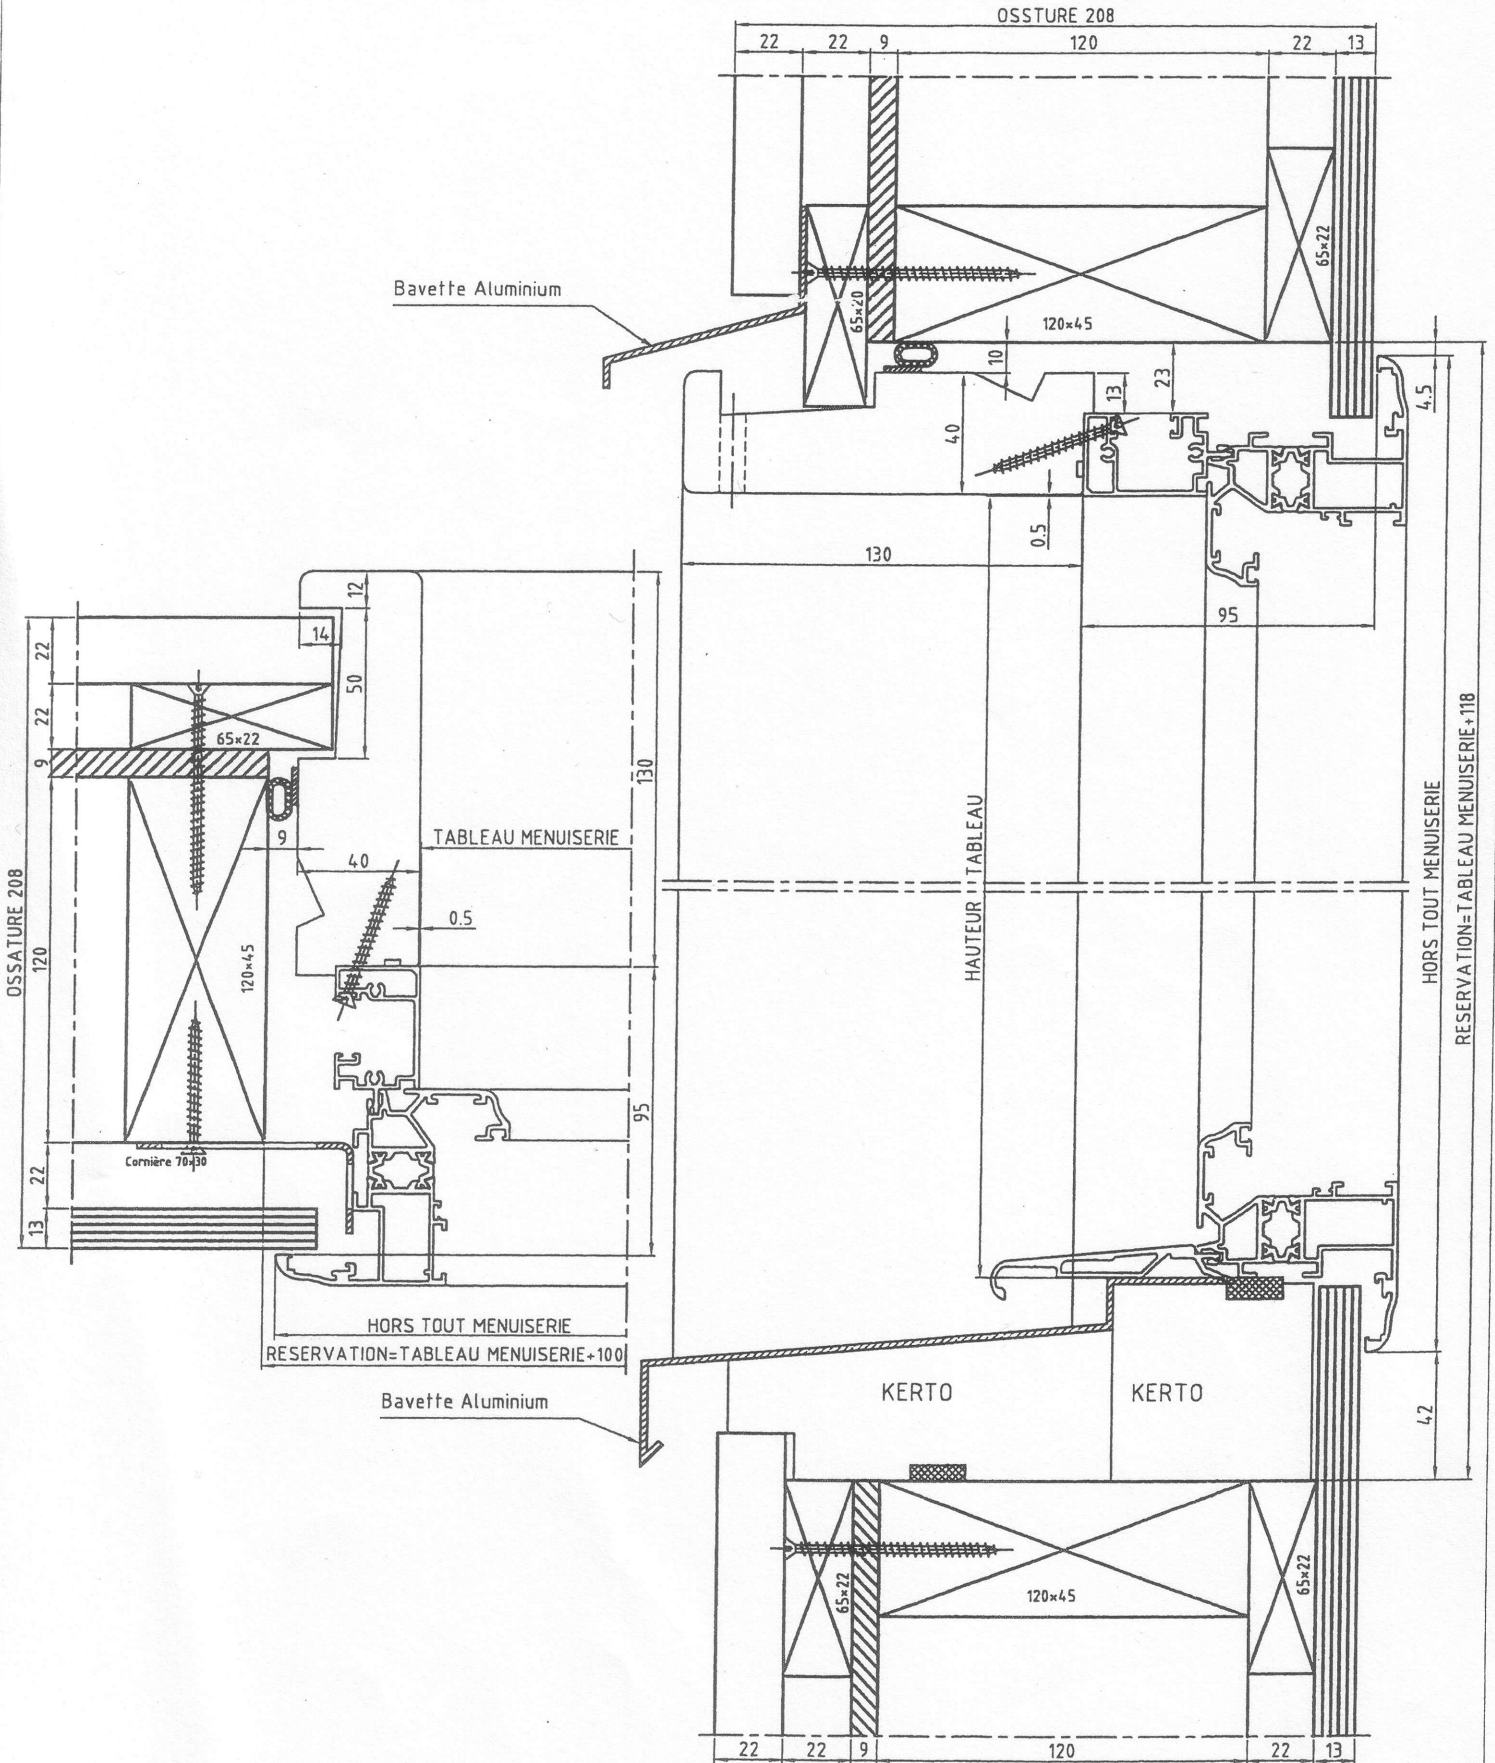 OSSTURE 208
22 22 9 120 22 13
Bavette Aluminium
65×20
120×45
65×22
10
13
23
4.5
40
0.5
130
95
12
14
22
50
22
65×22
9
130
9
TABLEAU MENUISERIE
40
0.5
OSSATURE 208
120
120×45
95
22
Cornière 70×30
13
HORS TOUT MENUISERIE
RESERVATION=TABLEAU MENUISERIE+100
HAUTEUR TABLEAU
HORS TOUT MENUISERIE
RESERVATION=TABLEAU MENUISERIE+118
Bavette Aluminium
KERTO KERTO
42
65×22
120×45
65×22
22 22 9 120 22 13